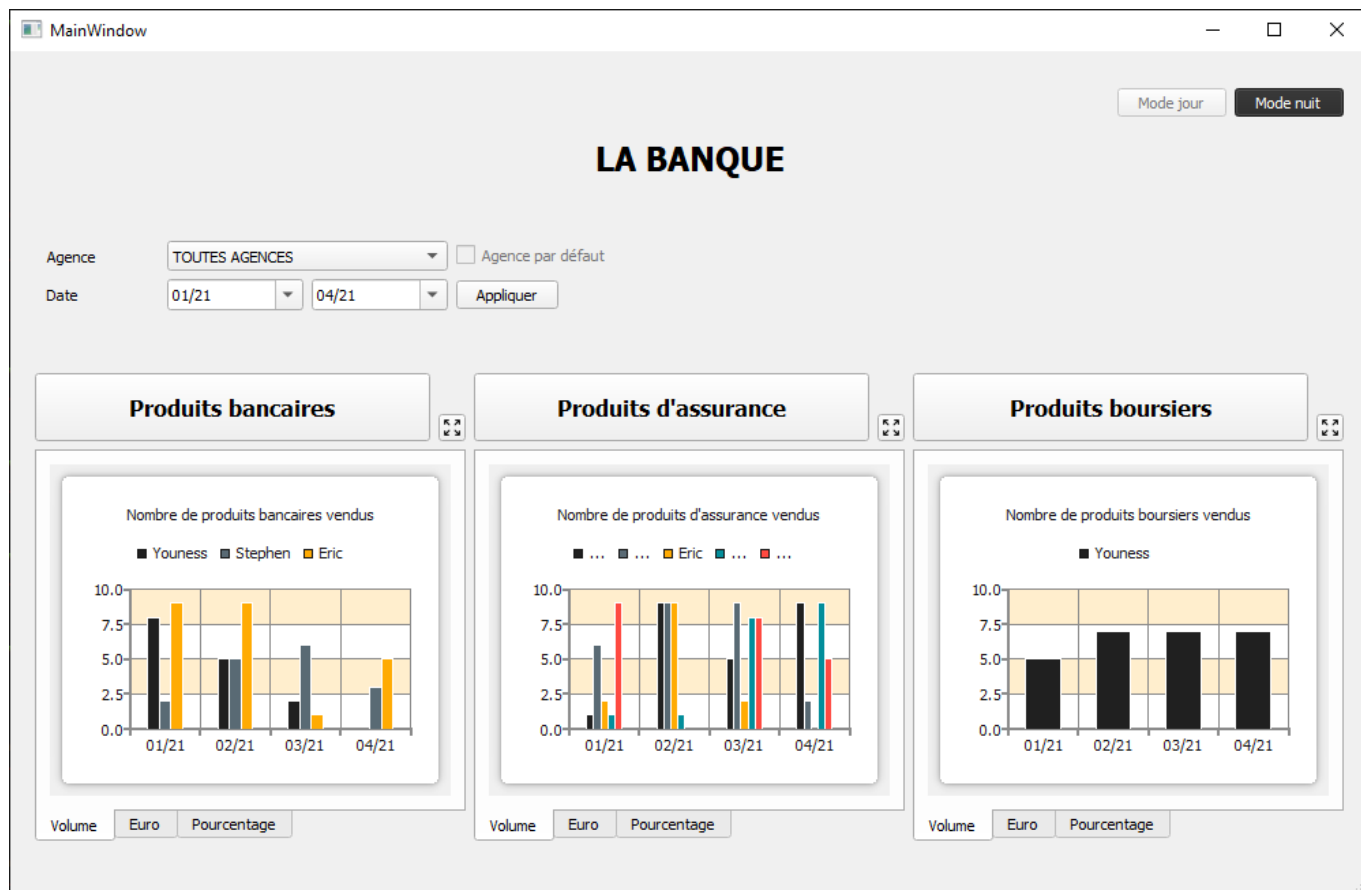 MainWindow
Mode jour Mode nuit
LA BANQUE
Agence TOUTES AGENCES Agence par défaut
Date 01/21 04/21 Appliquer
Produits bancaires
Nombre de produits bancaires vendus
Youness Stephen Eric
10.0
7.5
5.0
2.5
0.0
01/21 02/21 03/21 04/21
Volume Euro Pourcentage
Produits d'assurance
Nombre de produits d'assurance vendus
... ... Eric ... ...
10.0
7.5
5.0
2.5
0.0
01/21 02/21 03/21 04/21
Volume Euro Pourcentage
Produits boursiers
Nombre de produits boursiers vendus
Youness
10.0
7.5
5.0
2.5
0.0
01/21 02/21 03/21 04/21
Volume Euro Pourcentage